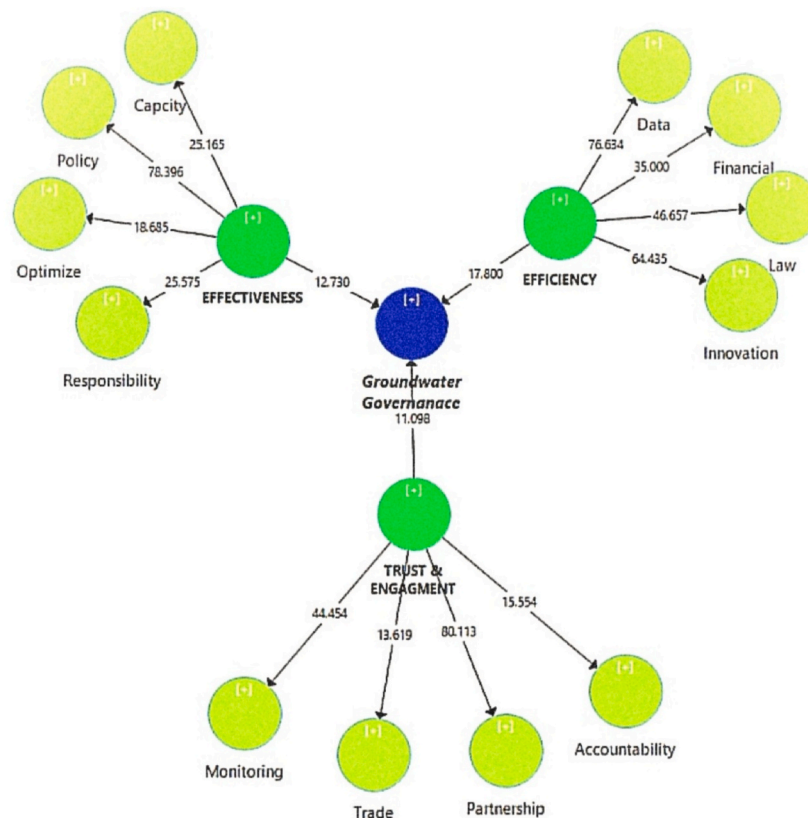 [+]
Capcity
[+]
Policy
[+]
Optimize
[+]
Responsibility
25.165
78.396
18.685
25.575
[+]
EFFECTIVENESS
12.730
[+]
Data
[+]
Financial
[+]
Law
[+]
Innovation
76.634
35.000
46.657
64.435
[+]
EFFICIENCY
17.800
[+]
Groundwater
Governanace
11.098
[+]
TRUST &
ENGAGMENT
44.454
13.619
80.113
15.554
[+]
Monitoring
[+]
Trade
[+]
Partnership
[+]
Accountability